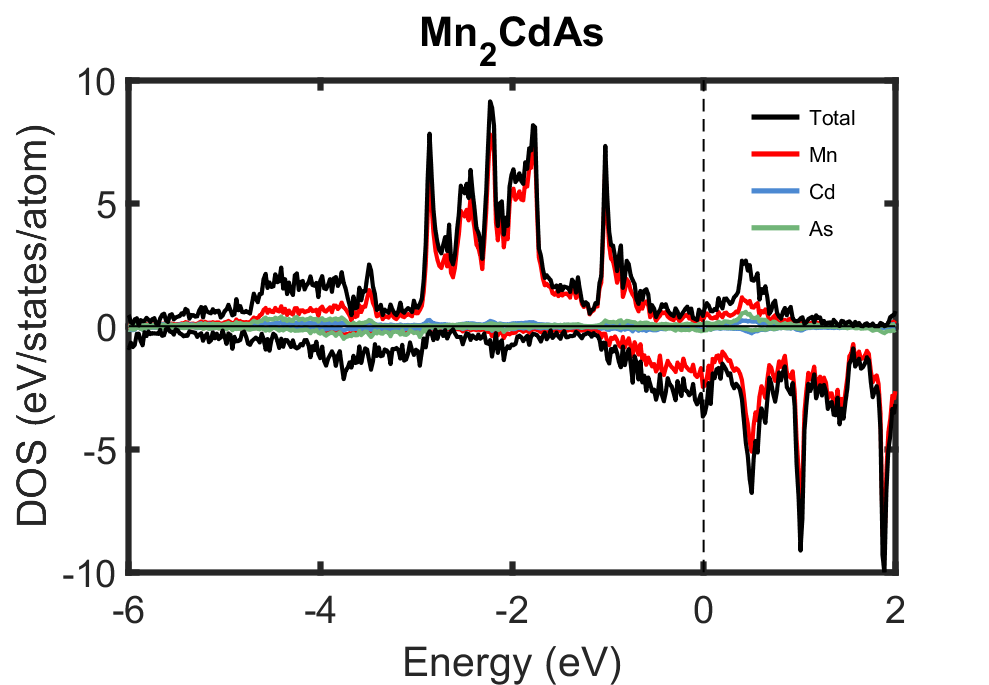 Mn2CdAs
DOS (eV/states/atom)
10
5
0
-5
-10
Total
Mn
Cd
As
-6
-4
-2
0
2
Energy (eV)